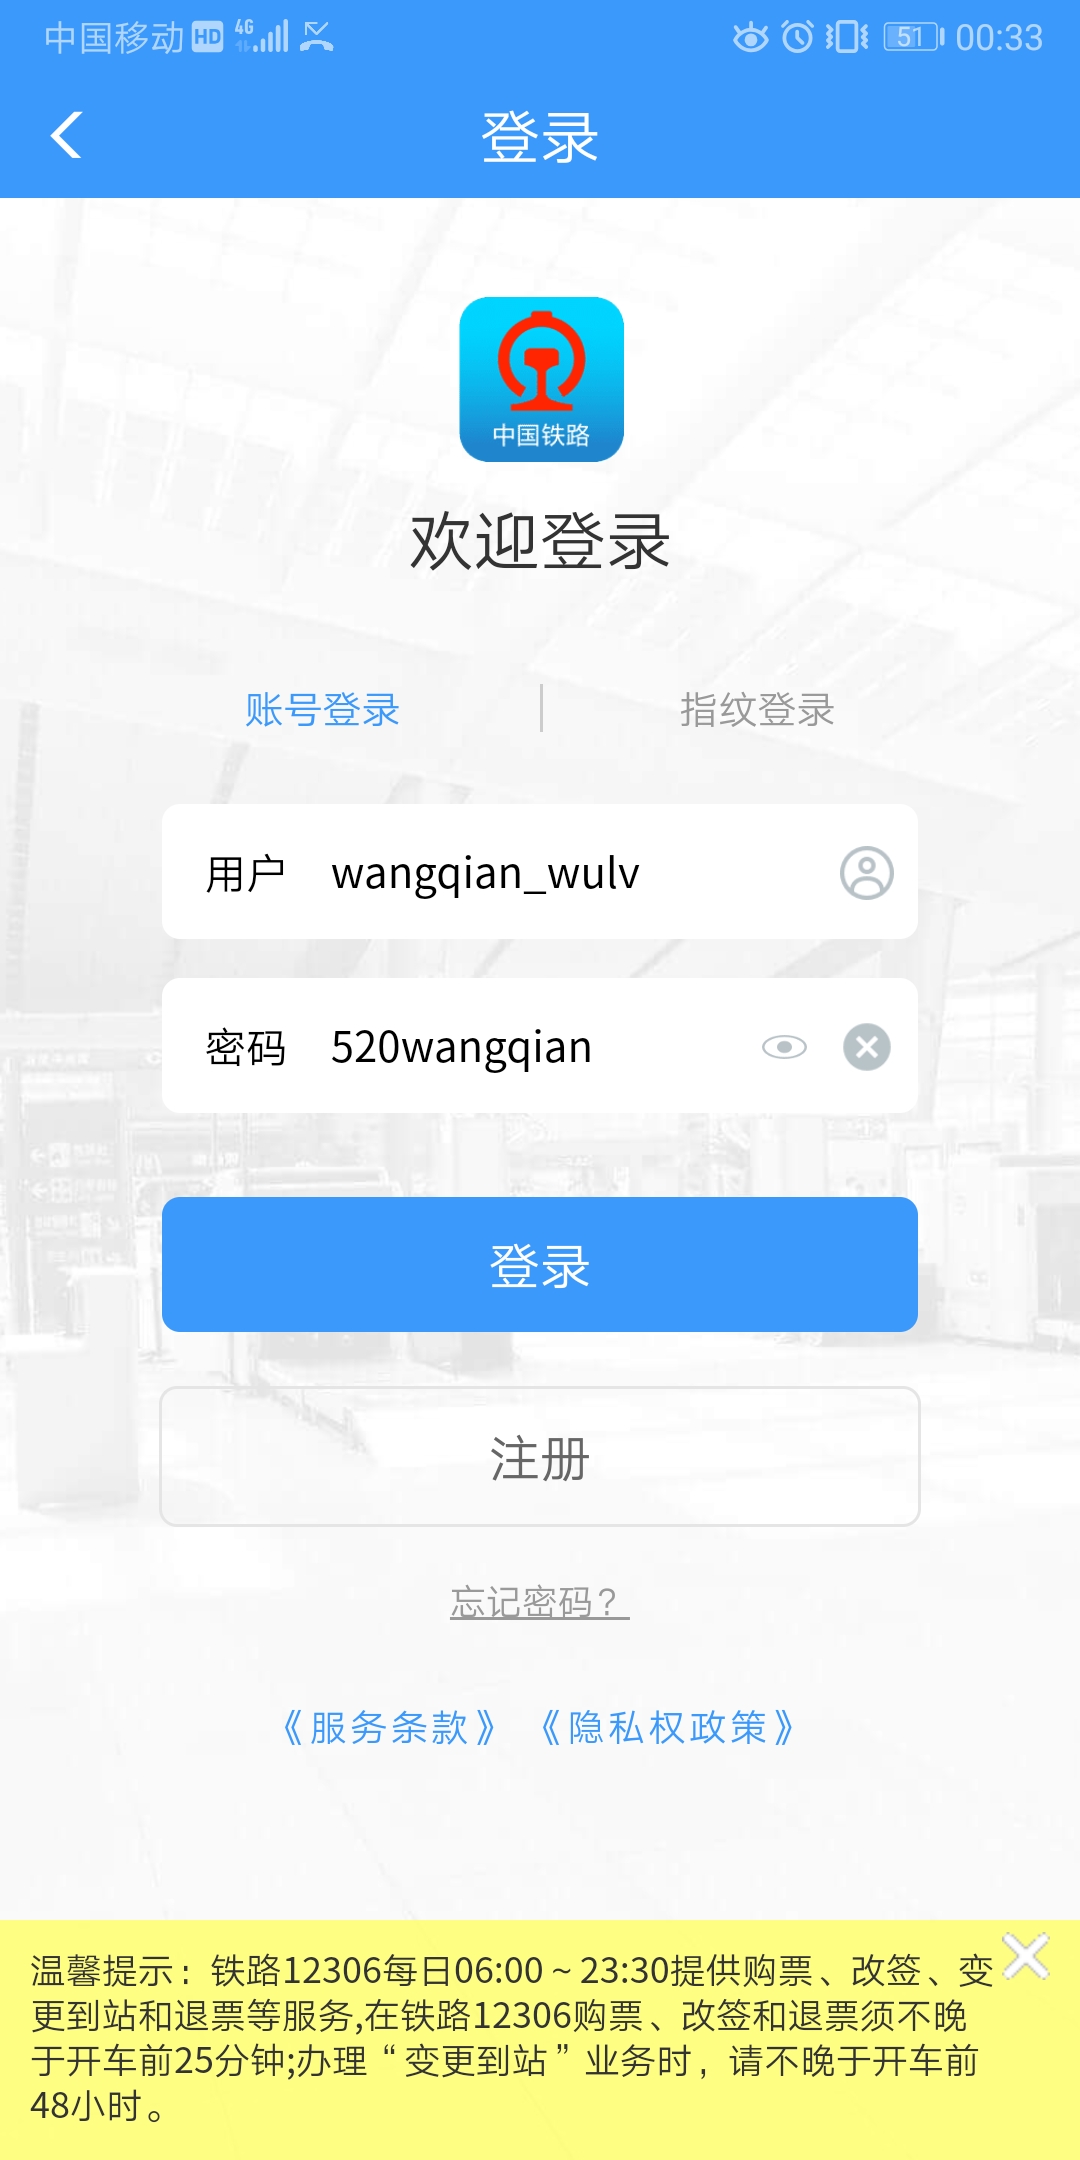 中国移动 HD 4G 51 00:33
登录
中国铁路
欢迎登录
账号登录 指纹登录
用户 wangqian_wulv
密码 520wangqian
登录
注册
忘记密码？
《服务条款》 《隐私权政策》
温馨提示：铁路12306每日06:00～23:30提供购票、改签、变
更到站和退票等服务,在铁路12306购票、改签和退票须不晚
于开车前25分钟;办理“变更到站”业务时，请不晚于开车前
48小时。